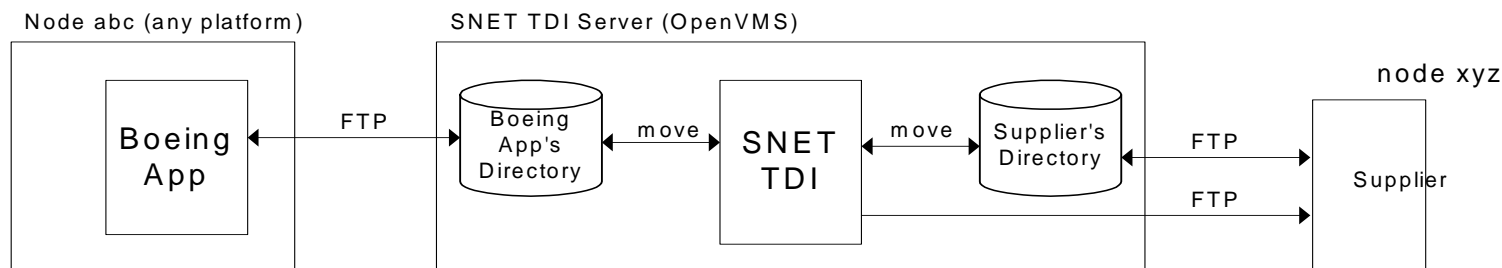 Node abc (any platform)
SNET TDI Server (OpenVMS)
node xyz
Boeing
App
FTP
Boeing
App's
Directory
move
SNET
TDI
move
Supplier's
Directory
FTP
FTP
Supplier